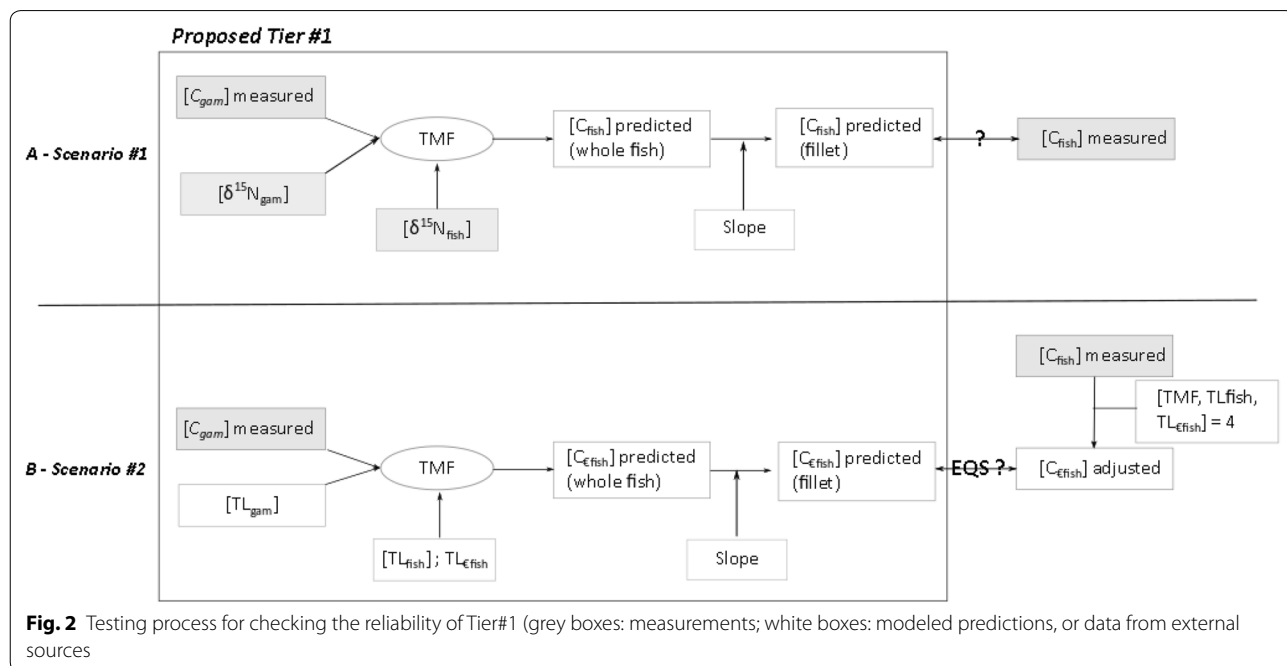 Proposed Tier #1
A - Scenario #1
[Cgam] measured
[δ15Ngam]
TMF
[δ15Nfish]
[Cfish] predicted
(whole fish)
Slope
[Cfish] predicted
(fillet)
?
[Cfish] measured
B - Scenario #2
[Cgam] measured
[TLgam]
TMF
[TLfish] ; TL€fish
[C€fish] predicted
(whole fish)
Slope
[C€fish] predicted
(fillet)
EQS ?
[Cfish] measured
[TMF, TLfish,
TL€fish] = 4
[C€fish] adjusted
Fig. 2 Testing process for checking the reliability of Tier#1 (grey boxes: measurements; white boxes: modeled predictions, or data from external
sources